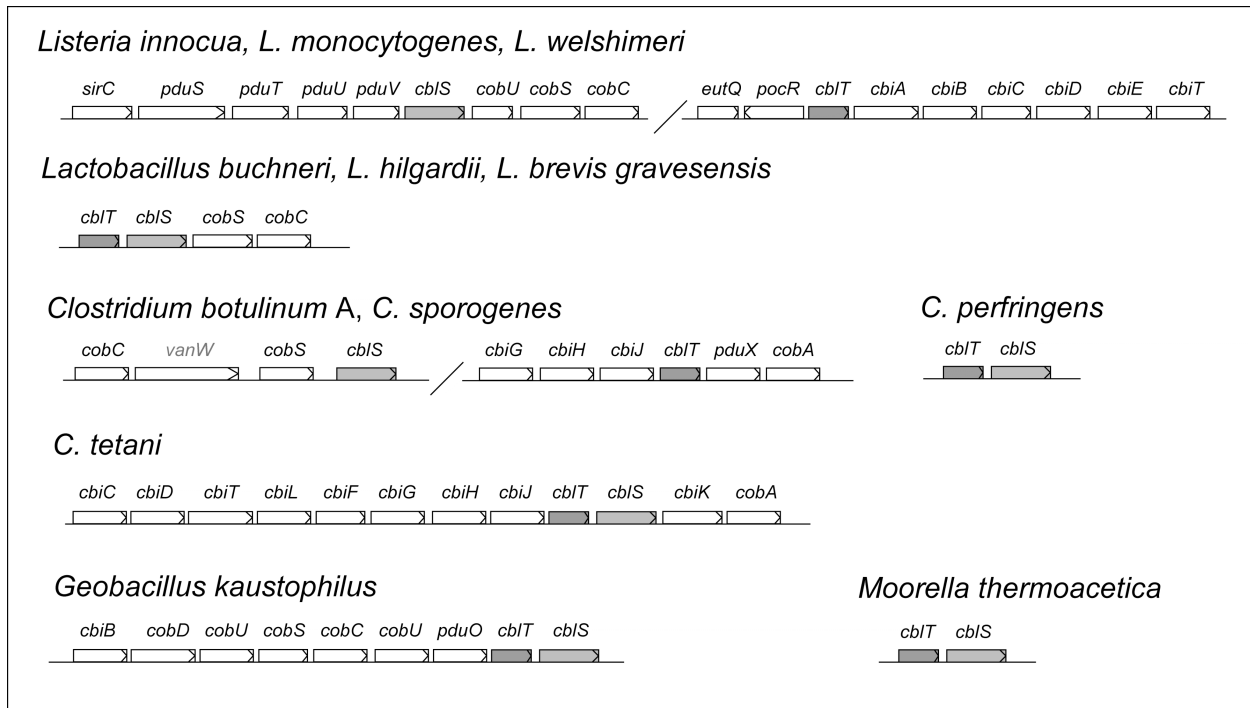 Listeria innocua, L. monocytogenes, L. welshimeri
sirC pduS pduT pduU pduV cblS cobU cobS cobC eutQ pocR cblT cbiA cbiB cbiC cbiD cbiE cbiT
Lactobacillus buchneri, L. hilgardii, L. brevis gravesensis
cblT cblS cobS cobC
Clostridium botulinum A, C. sporogenes C. perfringens
cobC vanW cobS cblS cbiG cbiH cbiJ cblT pduX cobA cblT cblS
C. tetani
cbiC cbiD cbiT cbiL cbiF cbiG cbiH cbiJ cblT cblS cbiK cobA
Geobacillus kaustophilus Moorella thermoacetica
cbiB cobD cobU cobS cobC cobU pduO cblT cblS cblT cblS